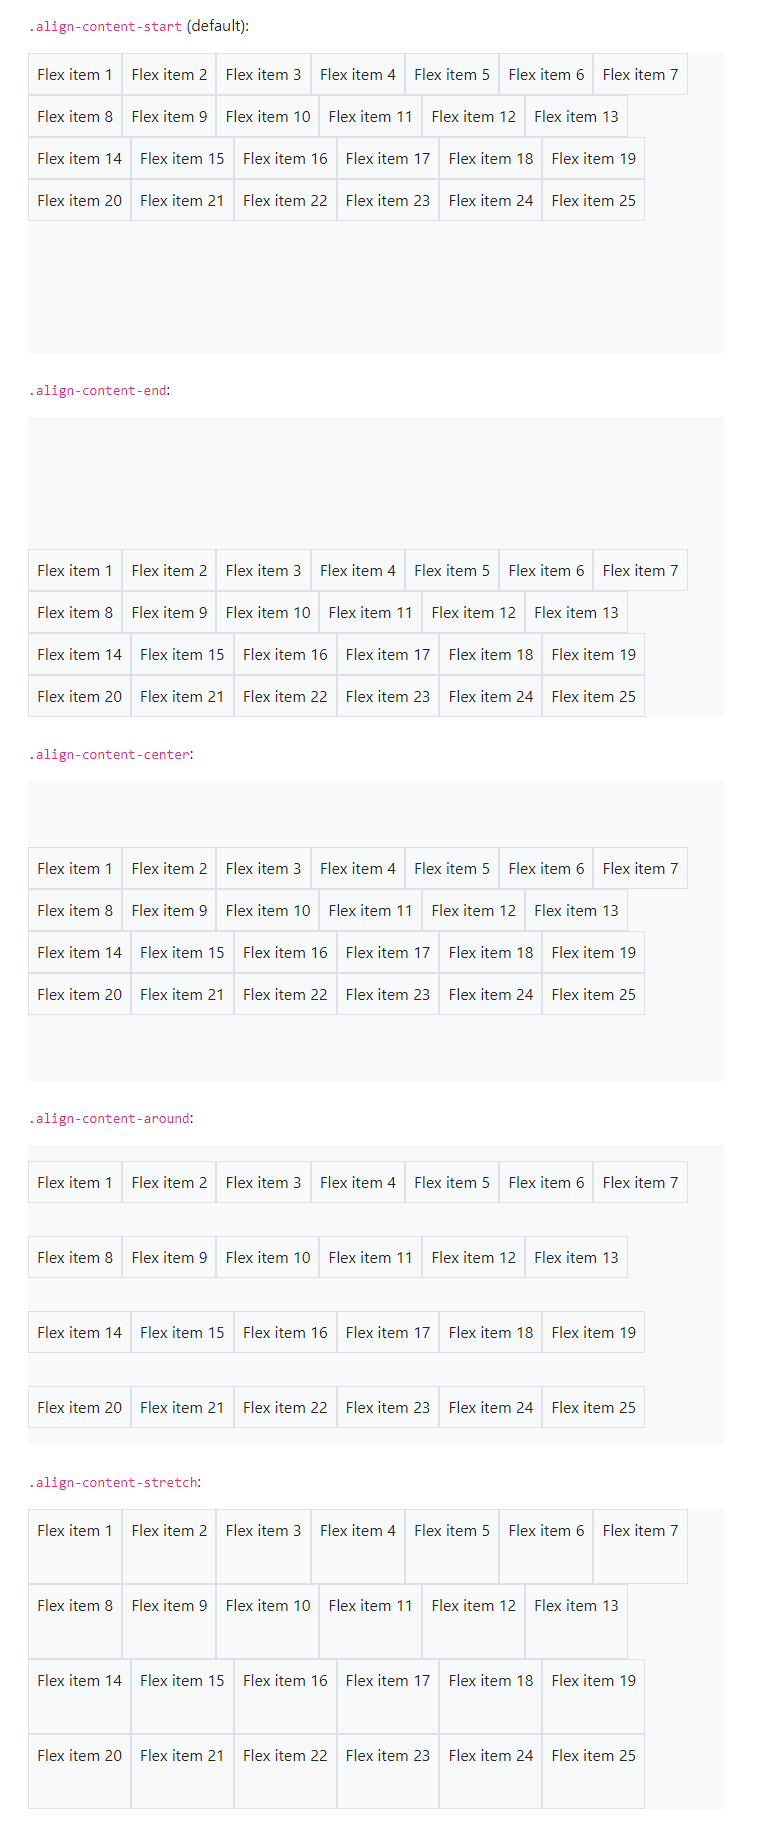 .align-content-start (default):
Flex item 1 Flex item 2 Flex item 3 Flex item 4 Flex item 5 Flex item 6 Flex item 7
Flex item 8 Flex item 9 Flex item 10 Flex item 11 Flex item 12 Flex item 13
Flex item 14 Flex item 15 Flex item 16 Flex item 17 Flex item 18 Flex item 19
Flex item 20 Flex item 21 Flex item 22 Flex item 23 Flex item 24 Flex item 25
.align-content-end:
Flex item 1 Flex item 2 Flex item 3 Flex item 4 Flex item 5 Flex item 6 Flex item 7
Flex item 8 Flex item 9 Flex item 10 Flex item 11 Flex item 12 Flex item 13
Flex item 14 Flex item 15 Flex item 16 Flex item 17 Flex item 18 Flex item 19
Flex item 20 Flex item 21 Flex item 22 Flex item 23 Flex item 24 Flex item 25
.align-content-center:
Flex item 1 Flex item 2 Flex item 3 Flex item 4 Flex item 5 Flex item 6 Flex item 7
Flex item 8 Flex item 9 Flex item 10 Flex item 11 Flex item 12 Flex item 13
Flex item 14 Flex item 15 Flex item 16 Flex item 17 Flex item 18 Flex item 19
Flex item 20 Flex item 21 Flex item 22 Flex item 23 Flex item 24 Flex item 25
.align-content-around:
Flex item 1 Flex item 2 Flex item 3 Flex item 4 Flex item 5 Flex item 6 Flex item 7
Flex item 8 Flex item 9 Flex item 10 Flex item 11 Flex item 12 Flex item 13
Flex item 14 Flex item 15 Flex item 16 Flex item 17 Flex item 18 Flex item 19
Flex item 20 Flex item 21 Flex item 22 Flex item 23 Flex item 24 Flex item 25
.align-content-stretch:
Flex item 1 Flex item 2 Flex item 3 Flex item 4 Flex item 5 Flex item 6 Flex item 7
Flex item 8 Flex item 9 Flex item 10 Flex item 11 Flex item 12 Flex item 13
Flex item 14 Flex item 15 Flex item 16 Flex item 17 Flex item 18 Flex item 19
Flex item 20 Flex item 21 Flex item 22 Flex item 23 Flex item 24 Flex item 25